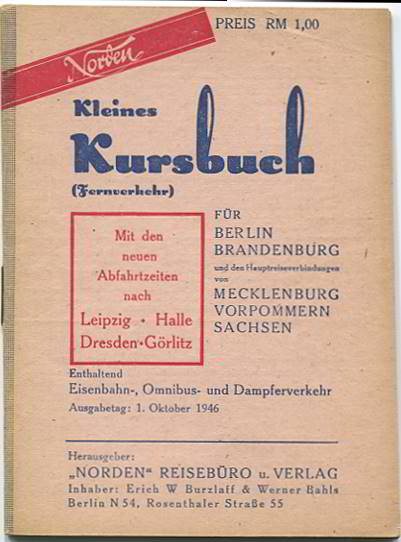 PREIS RM 1,00
Norden
Kleines
Kursbuch
(Fernverkehr)
Mit den
neuen
Abfahrtzeiten
nach
Leipzig • Halle
Dresden • Görlitz
FÜR
BERLIN
BRANDENBURG
und den Hauptreiseverbindungen
von
MECKLENBURG
VORPOMMERN
SACHSEN
Enthaltend
Eisenbahn-, Omnibus- und Dampferverkehr
Ausgabetag: 1. Oktober 1946
Herausgeber:
„NORDEN" REISEBÜRO u. VERLAG
Inhaber: Erich W Burzlaff & Werner Bahls
Berlin N 54, Rosenthaler Straße 55